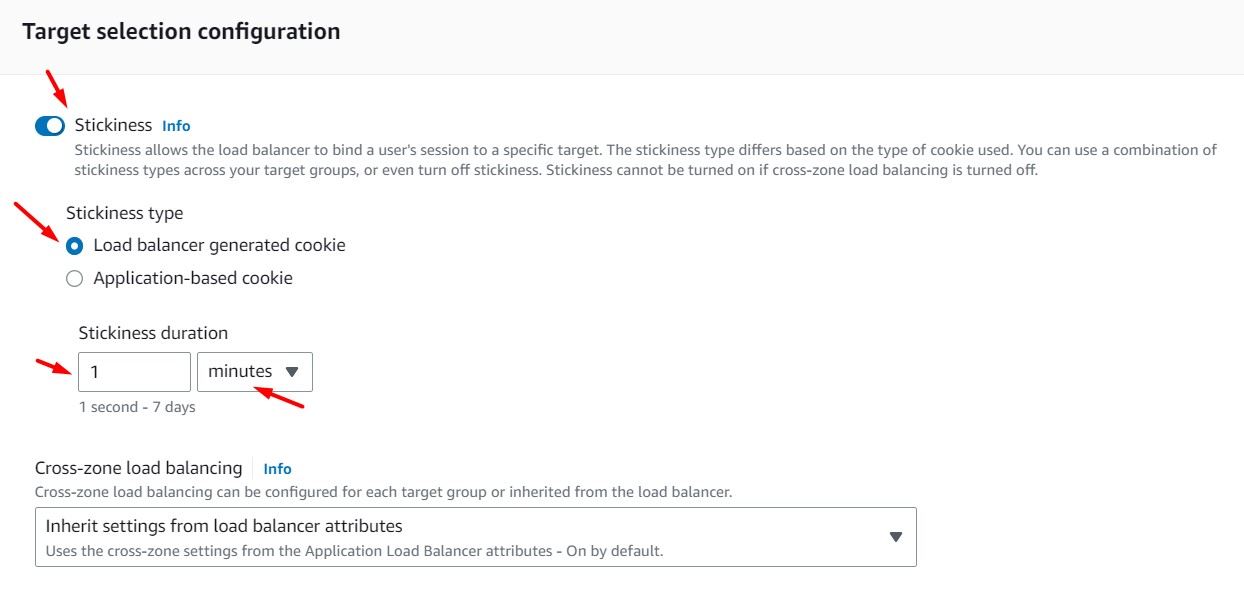 Target selection configuration
Stickiness Info
Stickiness allows the load balancer to bind a user's session to a specific target. The stickiness type differs based on the type of cookie used. You can use a combination of
stickiness types across your target groups, or even turn off stickiness. Stickiness cannot be turned on if cross-zone load balancing is turned off.
Stickiness type
Load balancer generated cookie
Application-based cookie
Stickiness duration
1 minutes
1 second - 7 days
Cross-zone load balancing Info
Cross-zone load balancing can be configured for each target group or inherited from the load balancer.
Inherit settings from load balancer attributes
Uses the cross-zone settings from the Application Load Balancer attributes - On by default.